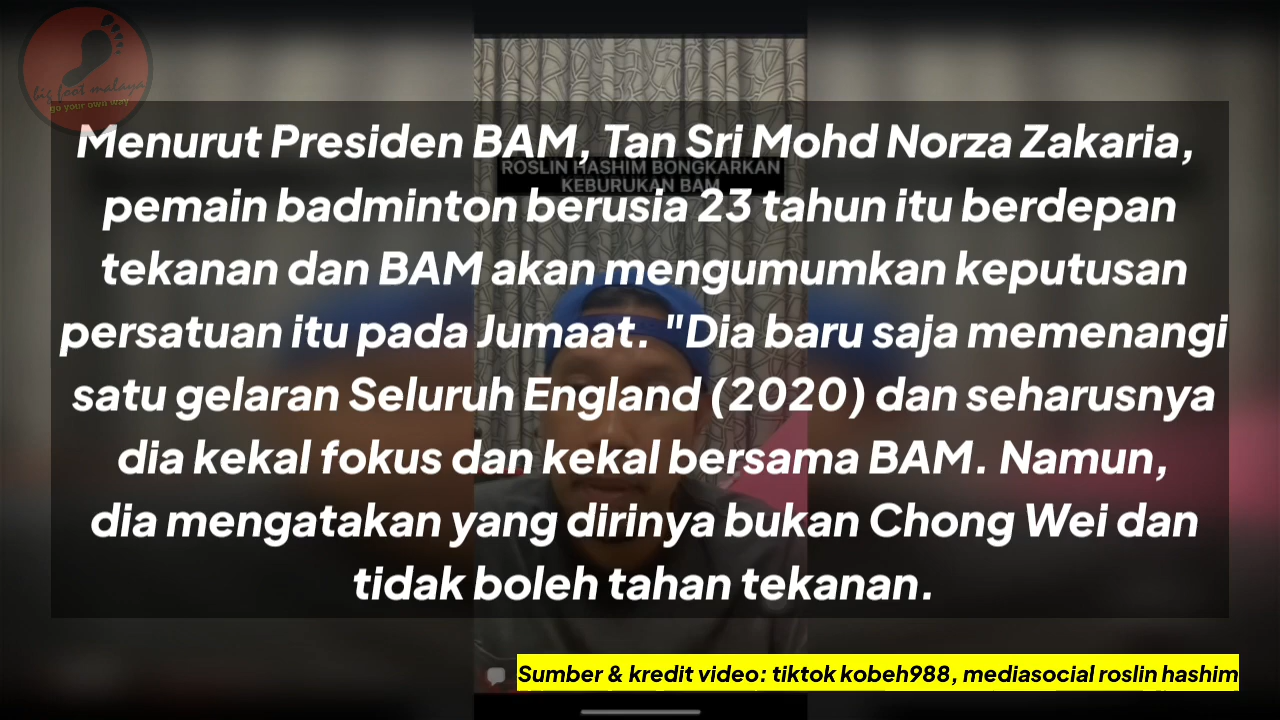 big foot malaya
go your own way
Menurut Presiden BAM, Tan Sri Mohd Norza Zakaria,
ROSLIN HASHIM BONGKARKAN
KEBURUKAN BAM
pemain badminton berusia 23 tahun itu berdepan
tekanan dan BAM akan mengumumkan keputusan
persatuan itu pada Jumaat. "Dia baru saja memenangi
satu gelaran Seluruh England (2020) dan seharusnya
dia kekal fokus dan kekal bersama BAM. Namun,
dia mengatakan yang dirinya bukan Chong Wei dan
tidak boleh tahan tekanan.
Sumber & kredit video: tiktok kobeh988, mediasocial roslin hashim